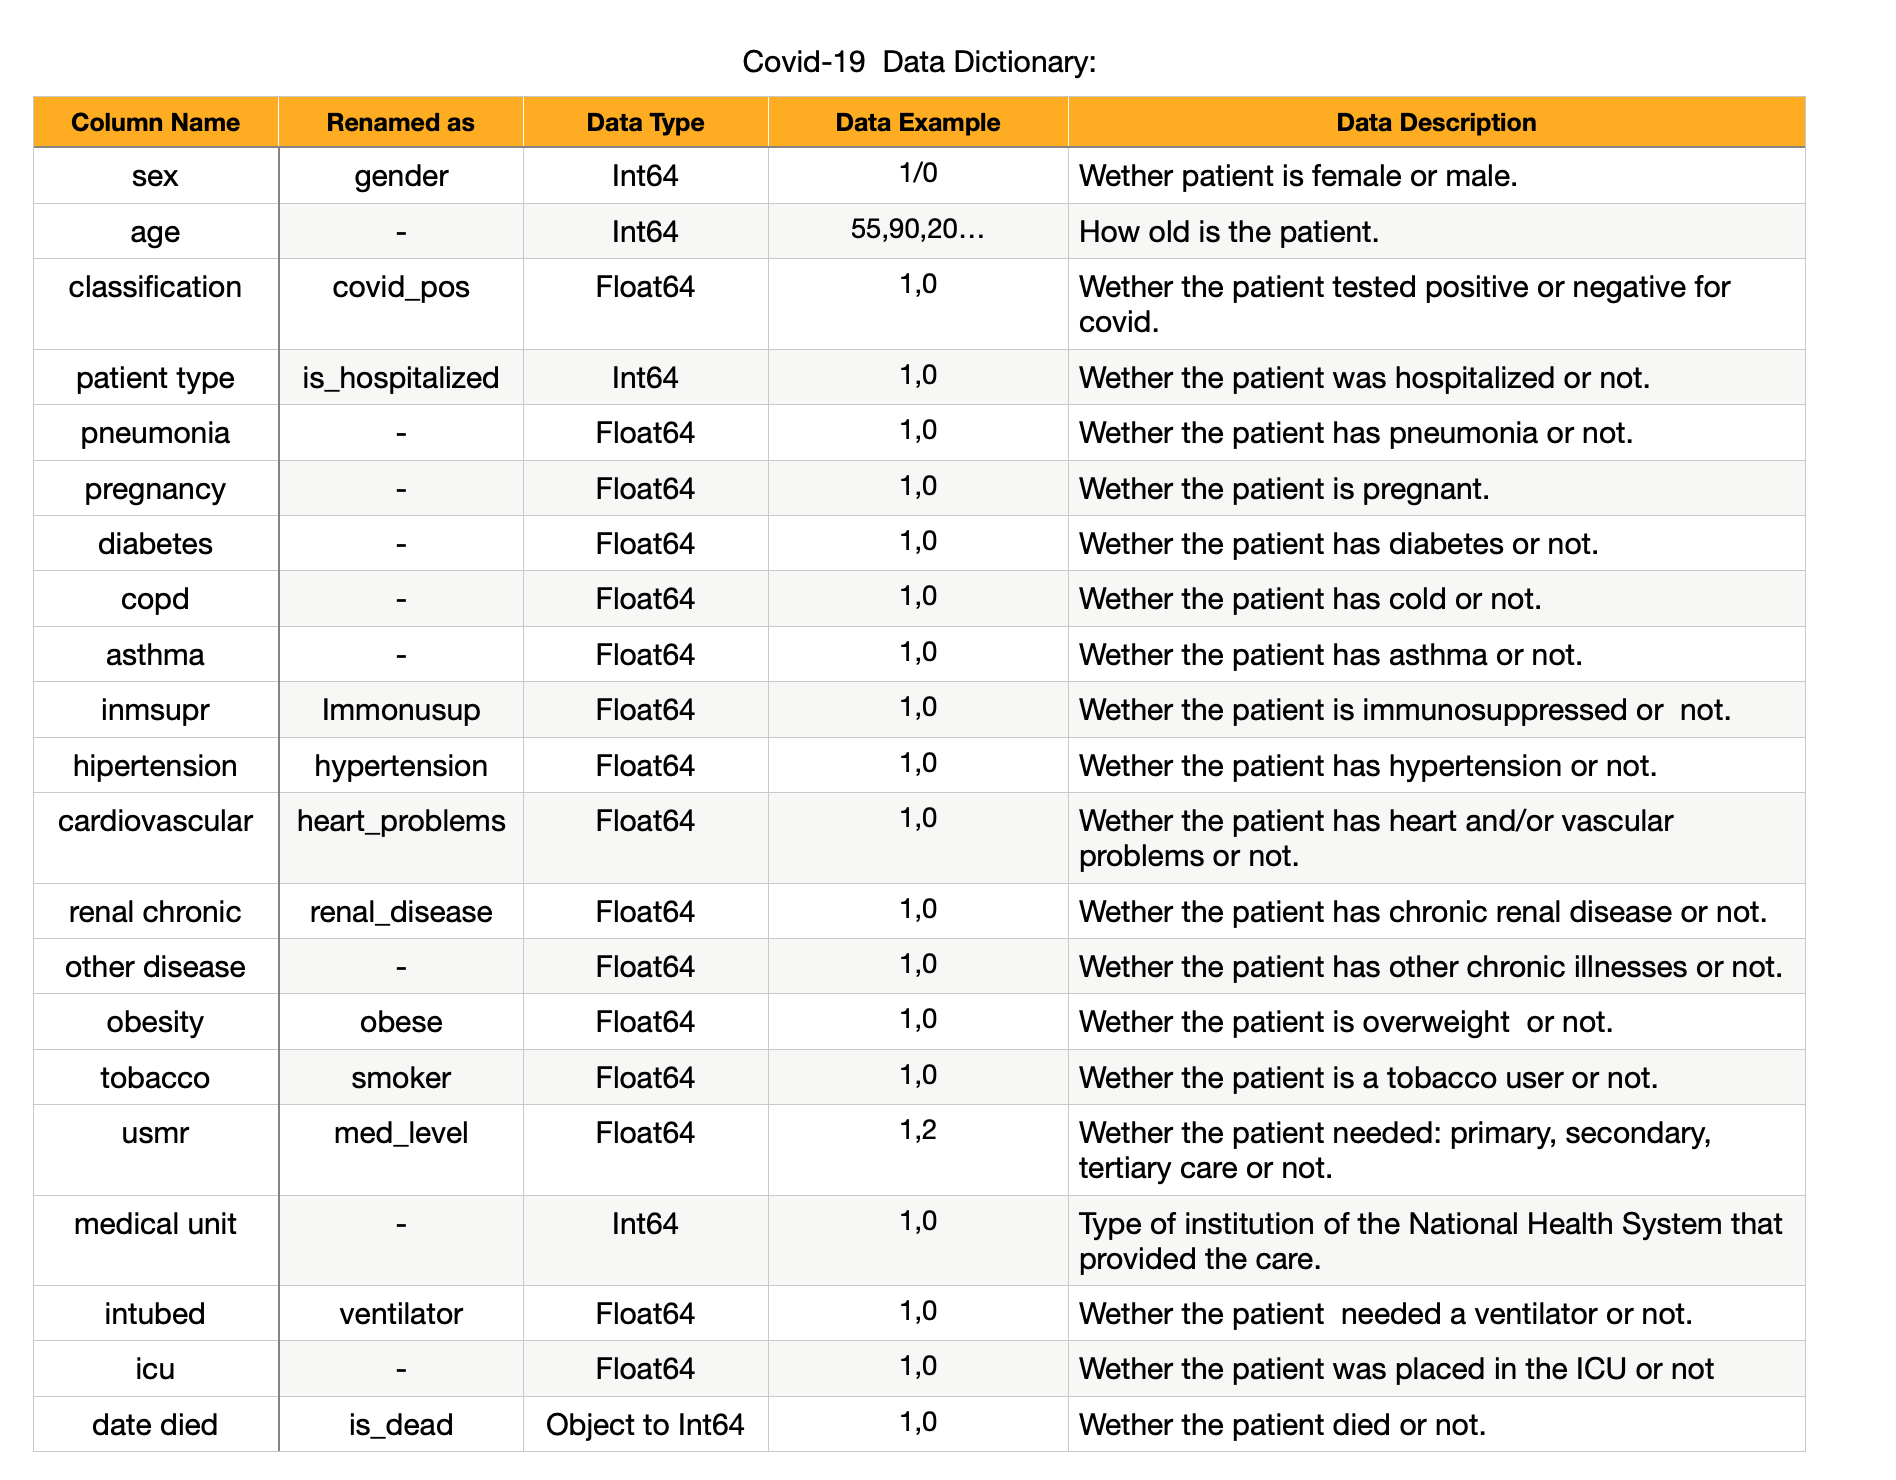 Covid-19  Data Dictionary:
Column Name Renamed as Data Type Data Example Data Description
sex gender Int64 1/0 Wether patient is female or male.
age - Int64 55,90,20… How old is the patient.
classification covid_pos Float64 1,0 Wether the patient tested positive or negative for
covid.
patient type is_hospitalized Int64 1,0 Wether the patient was hospitalized or not.
pneumonia - Float64 1,0 Wether the patient has pneumonia or not.
pregnancy - Float64 1,0 Wether the patient is pregnant.
diabetes - Float64 1,0 Wether the patient has diabetes or not.
copd - Float64 1,0 Wether the patient has cold or not.
asthma - Float64 1,0 Wether the patient has asthma or not.
inmsupr Immonusup Float64 1,0 Wether the patient is immunosuppressed or  not.
hipertension hypertension Float64 1,0 Wether the patient has hypertension or not.
cardiovascular heart_problems Float64 1,0 Wether the patient has heart and/or vascular
problems or not.
renal chronic renal_disease Float64 1,0 Wether the patient has chronic renal disease or not.
other disease - Float64 1,0 Wether the patient has other chronic illnesses or not.
obesity obese Float64 1,0 Wether the patient is overweight  or not.
tobacco smoker Float64 1,0 Wether the patient is a tobacco user or not.
usmr med_level Float64 1,2 Wether the patient needed: primary, secondary,
tertiary care or not.
medical unit - Int64 1,0 Type of institution of the National Health System that
provided the care.
intubed ventilator Float64 1,0 Wether the patient  needed a ventilator or not.
icu - Float64 1,0 Wether the patient was placed in the ICU or not
date died is_dead Object to Int64 1,0 Wether the patient died or not.